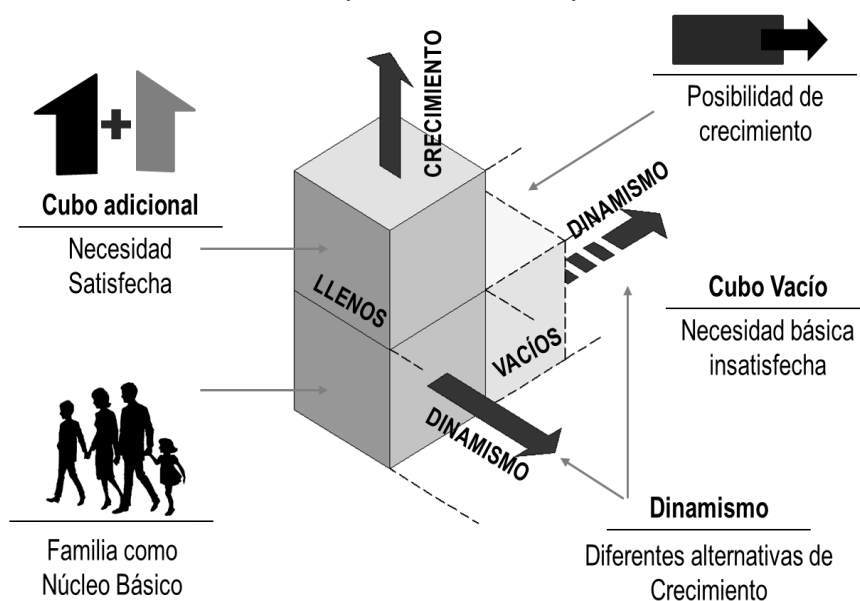 CRECIMIENTO
Posibilidad de
crecimiento
Cubo adicional
Necesidad
Satisfecha
DINAMISMO
LLENOS
VACÍOS
Cubo Vacío
Necesidad básica
insatisfecha
DINAMISMO
Familia como
Núcleo Básico
Dinamismo
Diferentes alternativas de
Crecimiento